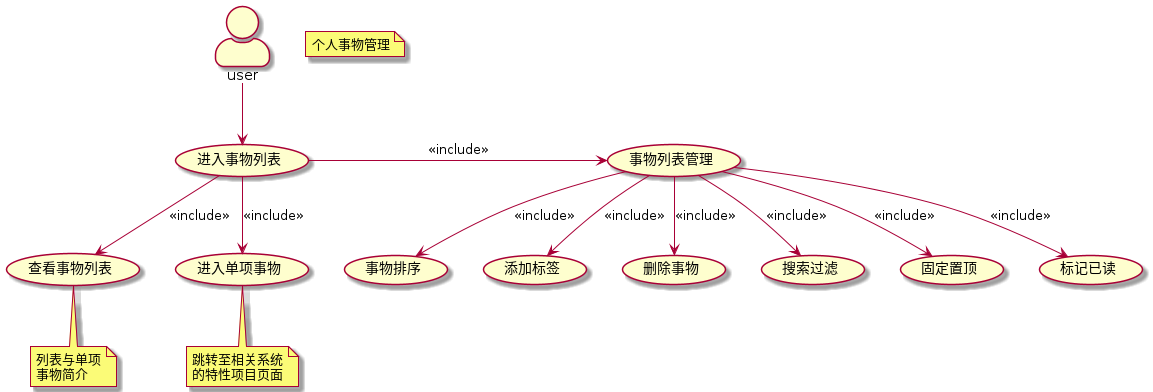 个人事物管理
user
进入事物列表
«include»
事物列表管理
«include»
«include»
«include»
«include»
«include»
«include»
«include»
«include»
查看事物列表
进入单项事物
事物排序
添加标签
删除事物
搜索过滤
固定置顶
标记已读
列表与单项
事物简介
跳转至相关系统
的特性项目页面